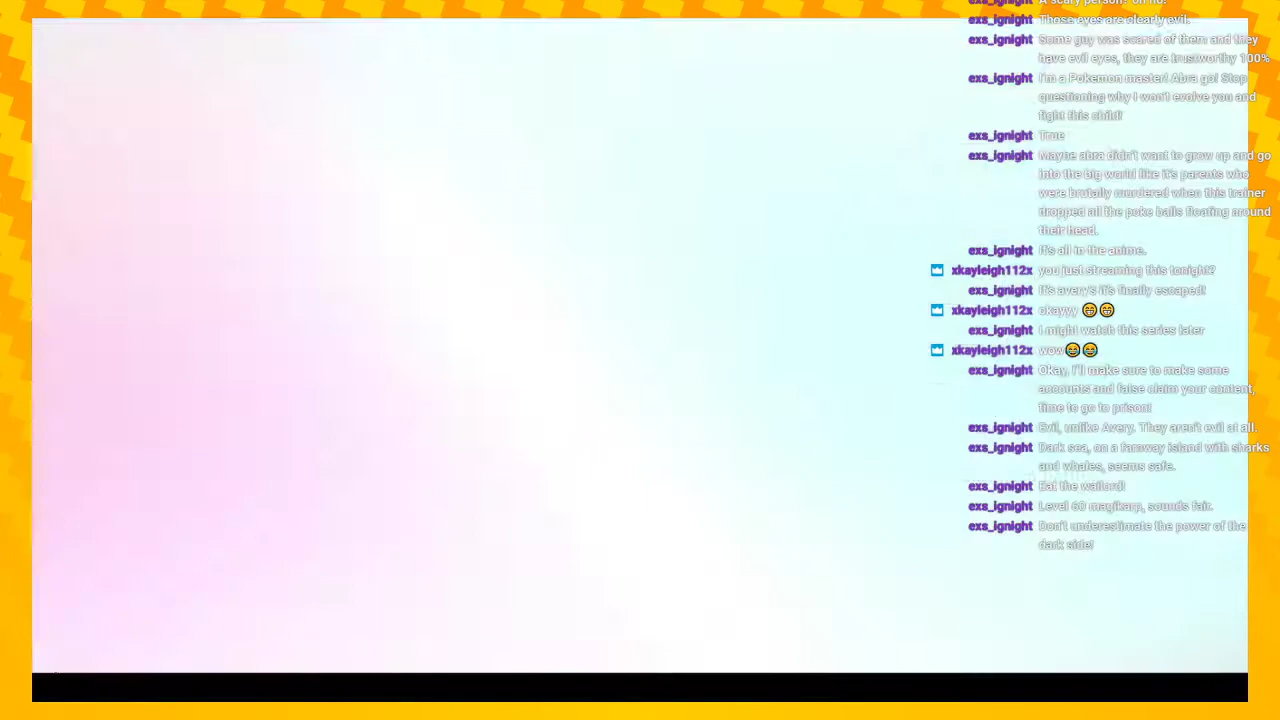 exs_ignight A scary person? oh no!
exs_ignight Those eyes are clearly evil.
exs_ignight Some guy was scared of them and they
have evil eyes, they are trustworthy 100%
exs_ignight I'm a Pokemon master! Abra go! Stop
questioning why I won't evolve you and
fight this child!
exs_ignight True
exs_ignight Maybe abra didn't want to grow up and go
into the big world like it's parents who
were brutally murdered when this trainer
dropped all the poke balls floating around
their head.
exs_ignight It's all in the anime.
xkayleigh112x you just streaming this tonight?
exs_ignight It's avery's it's finally escaped!
xkayleigh112x okayyy 😁😁
exs_ignight I might watch this series later
xkayleigh112x wow😄😄
exs_ignight Okay, I'll make sure to make some
accounts and false claim your content,
time to go to prison!
exs_ignight Evil, unlike Avery. They aren't evil at all.
exs_ignight Dark sea, on a farway island with sharks
and whales, seems safe.
exs_ignight Eat the wailord!
exs_ignight Level 60 magikarp, sounds fair.
exs_ignight Don't underestimate the power of the
dark side!